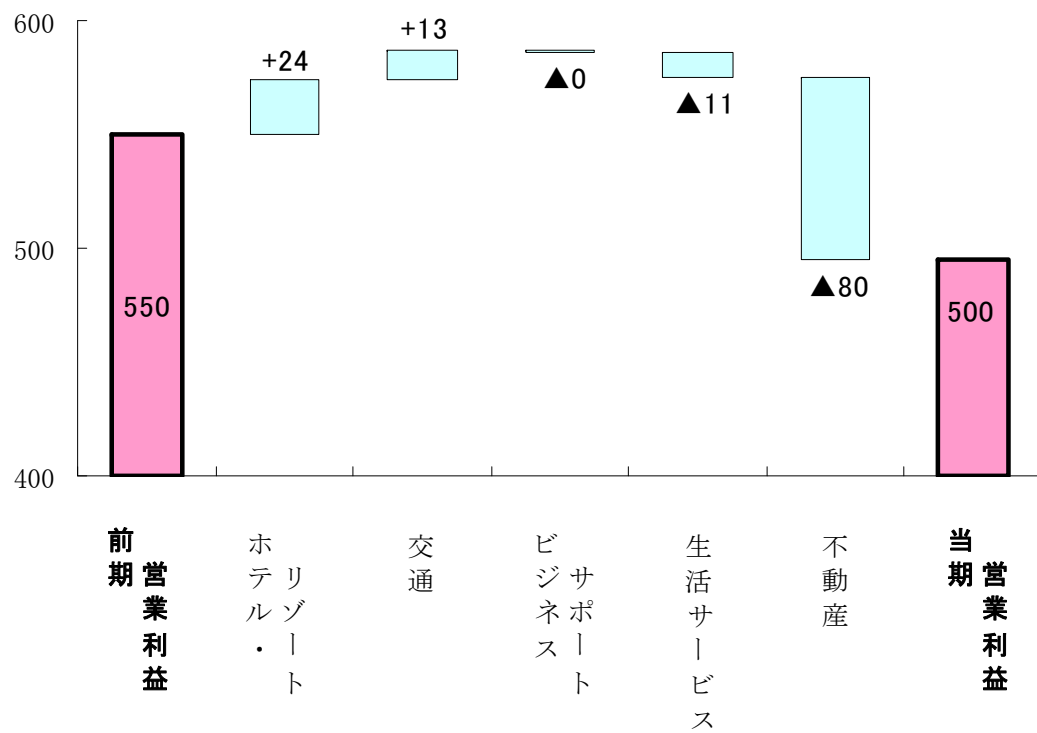 600
500
400
550
+24
+13
▲0
▲11
▲80
500
前期
営業利益
ホテル・
リゾート
交通
ビジネス
サポート
生活サービス
不動産
当期
営業利益